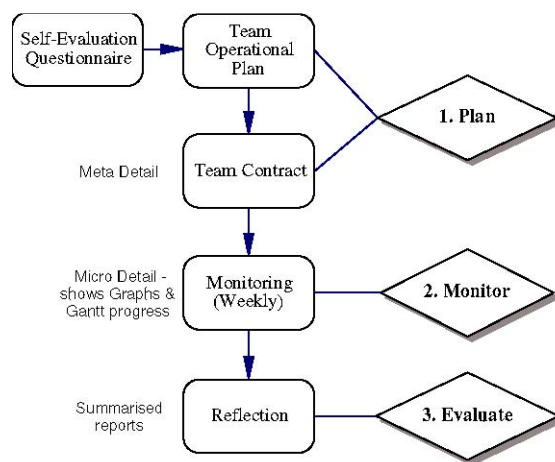 Self-Evaluation
Questionnaire
Team
Operational
Plan
1. Plan
Meta Detail
Team Contract
Micro Detail -
shows Graphs &
Gantt progress
Monitoring
(Weekly)
2. Monitor
Summarised
reports
Reflection
3. Evaluate